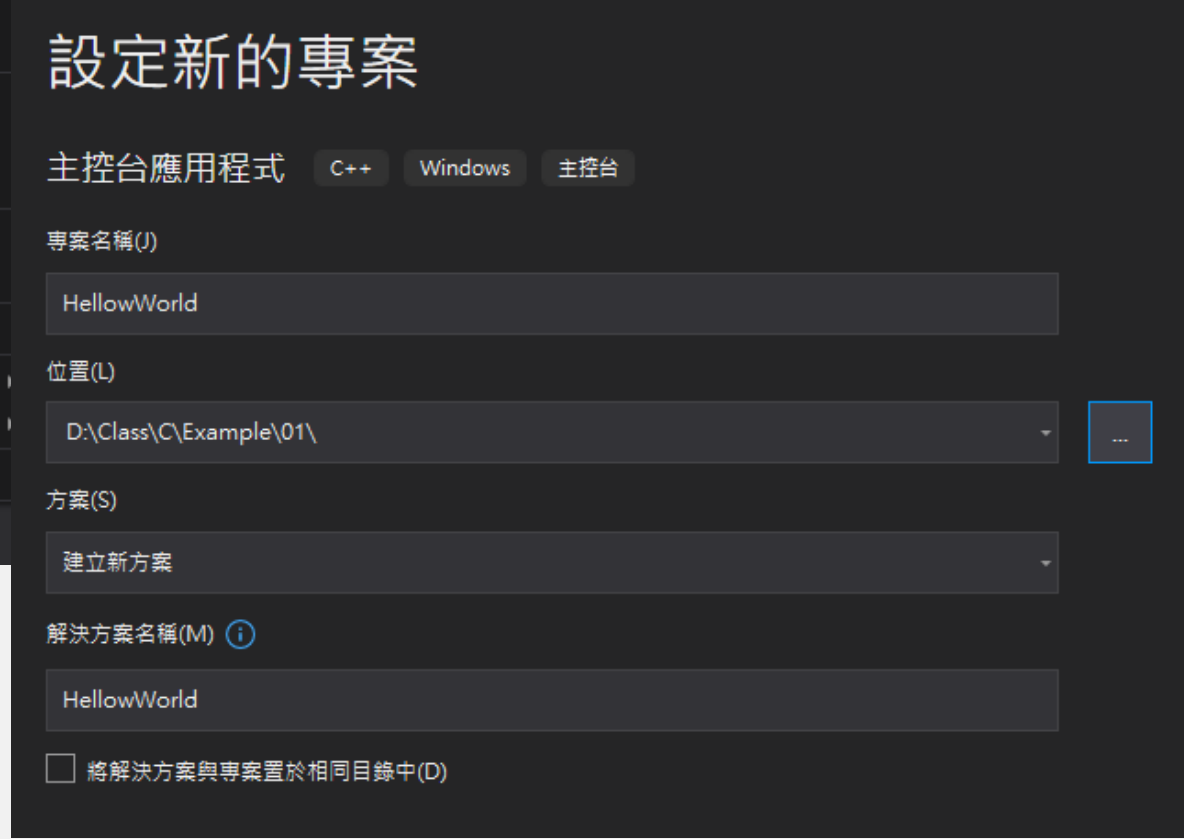 設定新的專案
主控台應用程式 C++ Windows 主控台
專案名稱(J)
HellowWorld
位置(L)
D:\Class\C\Example\01\
...
方案(S)
建立新方案
解決方案名稱(M)
HellowWorld
將解決方案與專案置於相同目錄中(D)